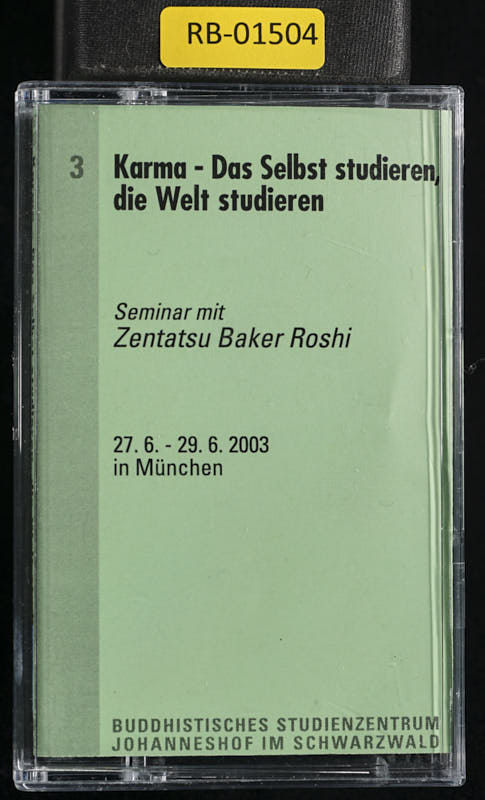 RB-01504
3 Karma - Das Selbst studieren,
die Welt studieren
Seminar mit
Zentatsu Baker Roshi
27. 6. - 29. 6. 2003
in München
BUDDHISTISCHES STUDIENZENTRUM
JOHANNESHOF IM SCHWARZWALD